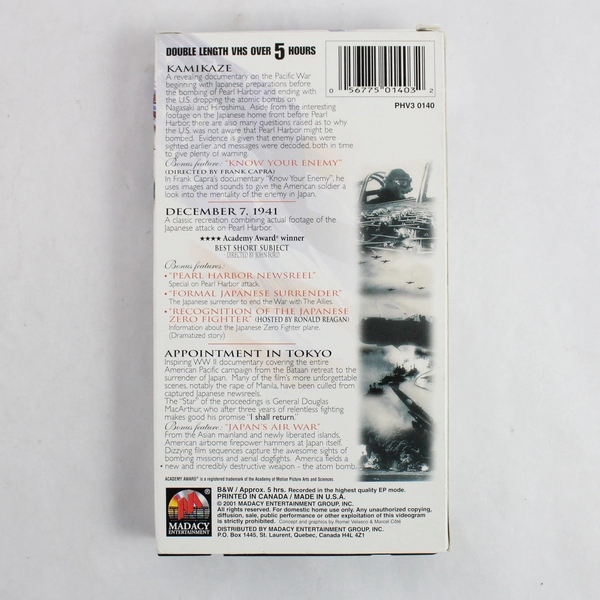 DOUBLE LENGTH VHS OVER 5 HOURS
0 56775 01403 2
PHV3 0140
KAMIKAZE
A revealing documentary on the Pacific War
beginning with Japanese preparations before
the bombing of Pearl Harbor and ending with
the U.S. dropping the atomic bombs on
Nagasaki and Hiroshima. Aside from the interesting
footage on the Japanese home front before Pearl
Harbor, there are also many questions raised as to why
the U.S. was not aware that Pearl Harbor might be
bombed. Evidence is given that enemy planes were
sighted earlier and messages were decoded, both in time
to give plenty of warning.
Bonus feature: "KNOW YOUR ENEMY"
(DIRECTED BY FRANK CAPRA)
In Frank Capra's documentary "Know Your Enemy", he
uses images and sounds to give the American soldier a
look into the mentality of the enemy in Japan.
DECEMBER 7, 1941
A classic recreation combining actual footage of the
Japanese attack on Pearl Harbor.
★★★★ Academy Award® winner
BEST SHORT SUBJECT
- DIRECTED BY JOHN FORD
Bonus features:
• "PEARL HARBOR NEWSREEL"
Special on Pearl Harbor attack.
• "FORMAL JAPANESE SURRENDER"
The Japanese surrender to end the War with The Allies.
• "RECOGNITION OF THE JAPANESE
ZERO FIGHTER" (HOSTED BY RONALD REAGAN)
Information about the Japanese Zero Fighter plane.
(Dramatized story)
APPOINTMENT IN TOKYO
Inspiring WW II documentary covering the entire
American Pacific campaign from the Bataan retreat to the
surrender of Japan. Many of the film's more unforgettable
scenes, notably the rape of Manila, have been culled from
captured Japanese newsreels.
The "Star" of the proceedings is General Douglas
MacArthur, who after three years of relentless fighting
makes good his promise "I shall return."
Bonus feature: "JAPAN'S AIR WAR"
From the Asian mainland and newly liberated islands,
American airborne firepower hammers at Japan itself.
Dizzying film sequences capture the awesome sights of
bombing missions and aerial dogfights. America fields a
new and incredibly destructive weapon - the atom bomb.
ACADEMY AWARD® is a registered trademark of the Academy of Motion Picture Arts and Sciences.
MADACY
ENTERTAINMENT
B&W / Approx. 5 hrs. Recorded in the highest quality EP mode.
PRINTED IN CANADA / MADE IN U.S.A.
© 2001 MADACY ENTERTAINMENT GROUP, INC.
All rights reserved. For domestic home use only. Any unauthorized copying,
diffusion, sale, public performance or other exploitation of this videogram
is strictly prohibited. Concept and graphics by Romel Velasco & Marcel Côté
DISTRIBUTED BY MADACY ENTERTAINMENT GROUP, INC.
P.O. Box 1445, St. Laurent, Quebec, Canada H4L 4Z1